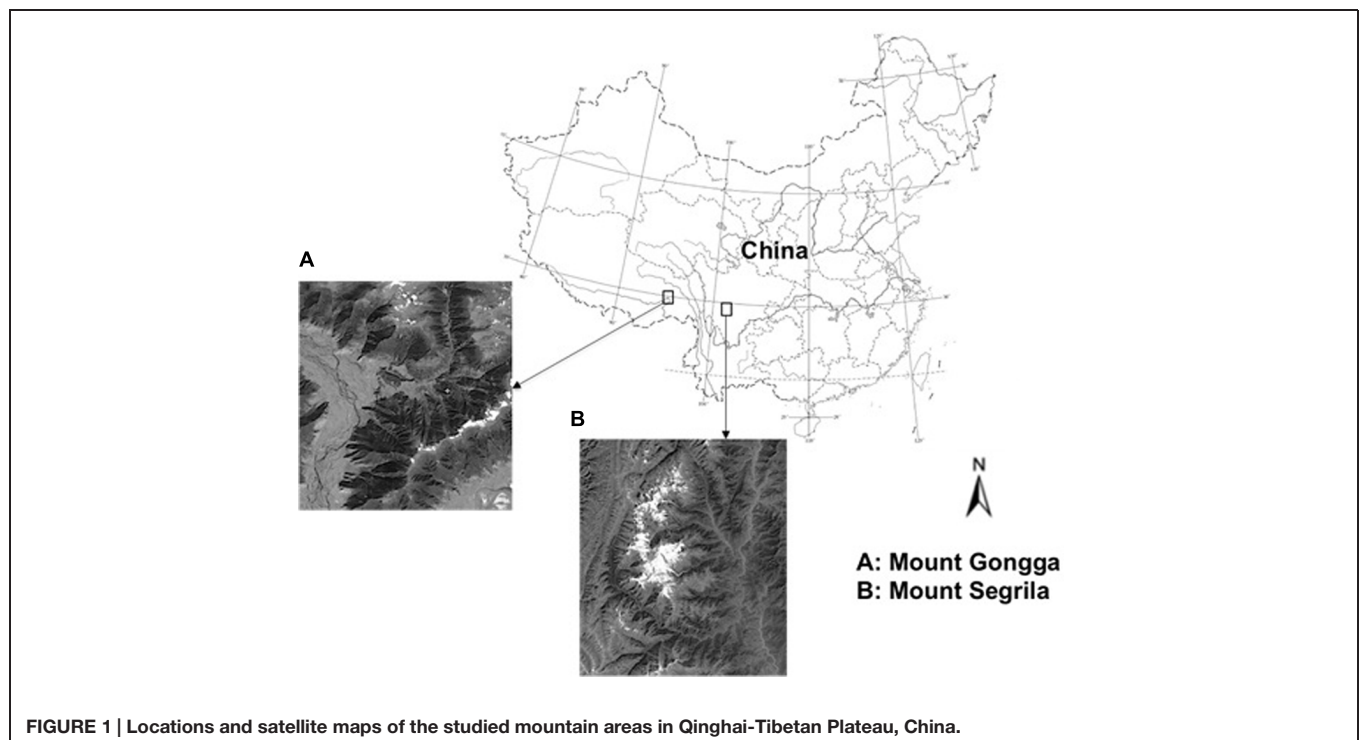 China
A
B
N
A: Mount Gongga
B: Mount Segrila
FIGURE 1 | Locations and satellite maps of the studied mountain areas in Qinghai-Tibetan Plateau, China.